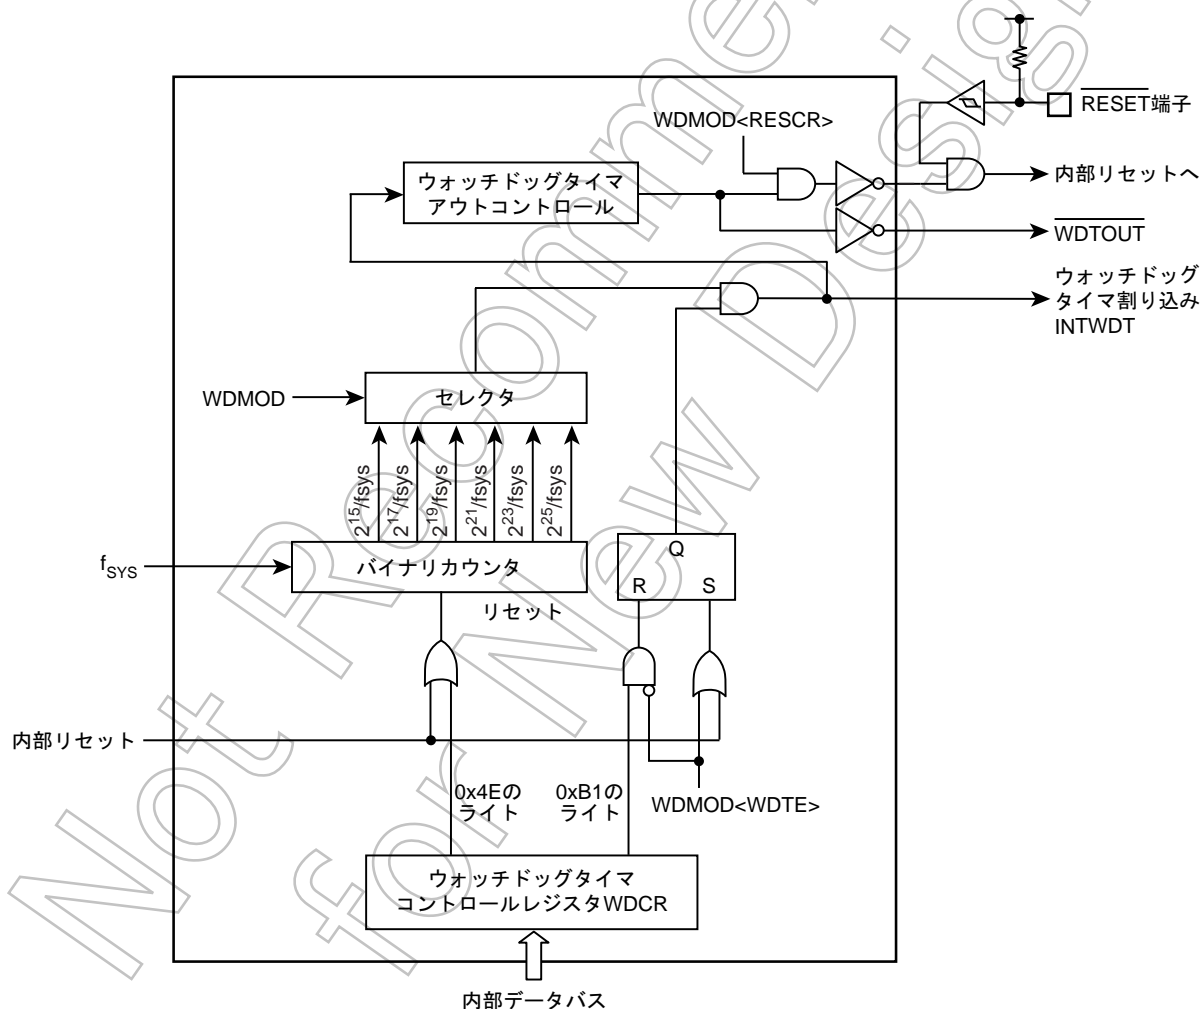 WDMOD<RESCR>
RESET端子
ウォッチドッグタイマ
アウトコントロール
内部リセットへ
WDTOUT
ウォッチドッグ
タイマ割り込み
INTWDT
WDMOD
セレクタ
2^15/fsys
2^17/fsys
2^19/fsys
2^21/fsys
2^23/fsys
2^25/fsys
fSYS
バイナリカウンタ
リセット
Q
R
S
内部リセット
0x4Eの
ライト
0xB1の
ライト
WDMOD<WDTE>
ウォッチドッグタイマ
コントロールレジスタWDCR
内部データバス
Not Recomme
for New Design